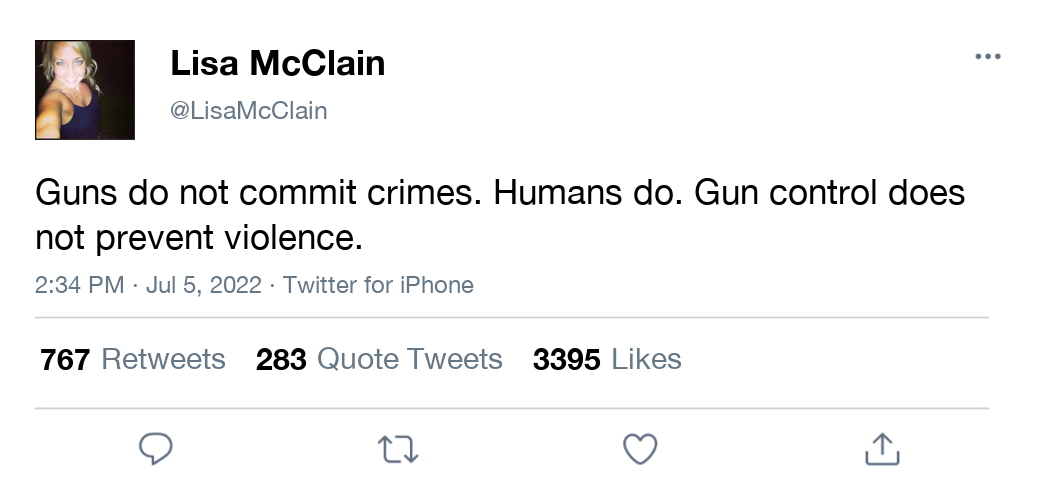 Lisa McClain
@LisaMcClain
Guns do not commit crimes. Humans do. Gun control does
not prevent violence.
2:34 PM · Jul 5, 2022 · Twitter for iPhone
767 Retweets 283 Quote Tweets 3395 Likes